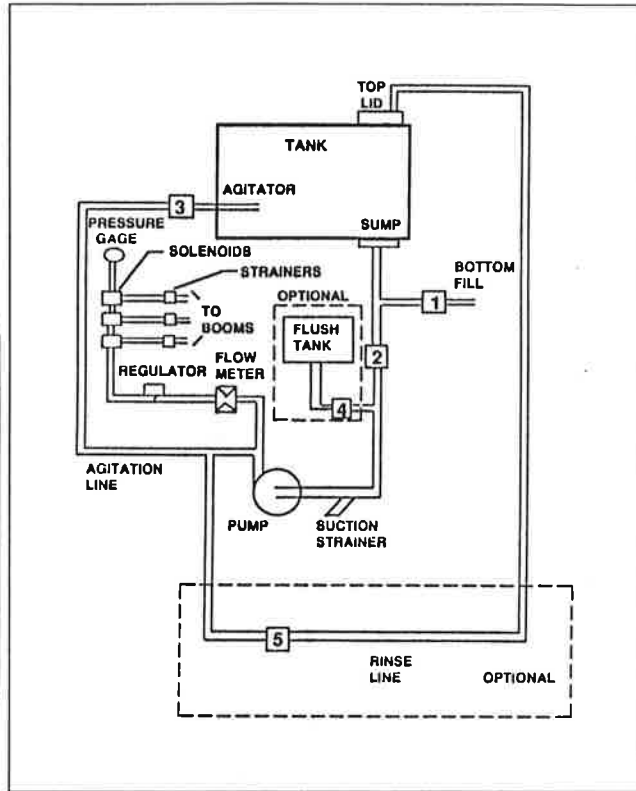 TOP
LID
TANK
AGITATOR
3
SUMP
PRESSURE
GAGE
SOLENOIDS
STRAINERS
BOTTOM
FILL
1
OPTIONAL
TO
BOOMS
FLUSH
TANK
2
REGULATOR
FLOW
METER
4
AGITATION
LINE
PUMP
SUCTION
STRAINER
5
RINSE
LINE
OPTIONAL